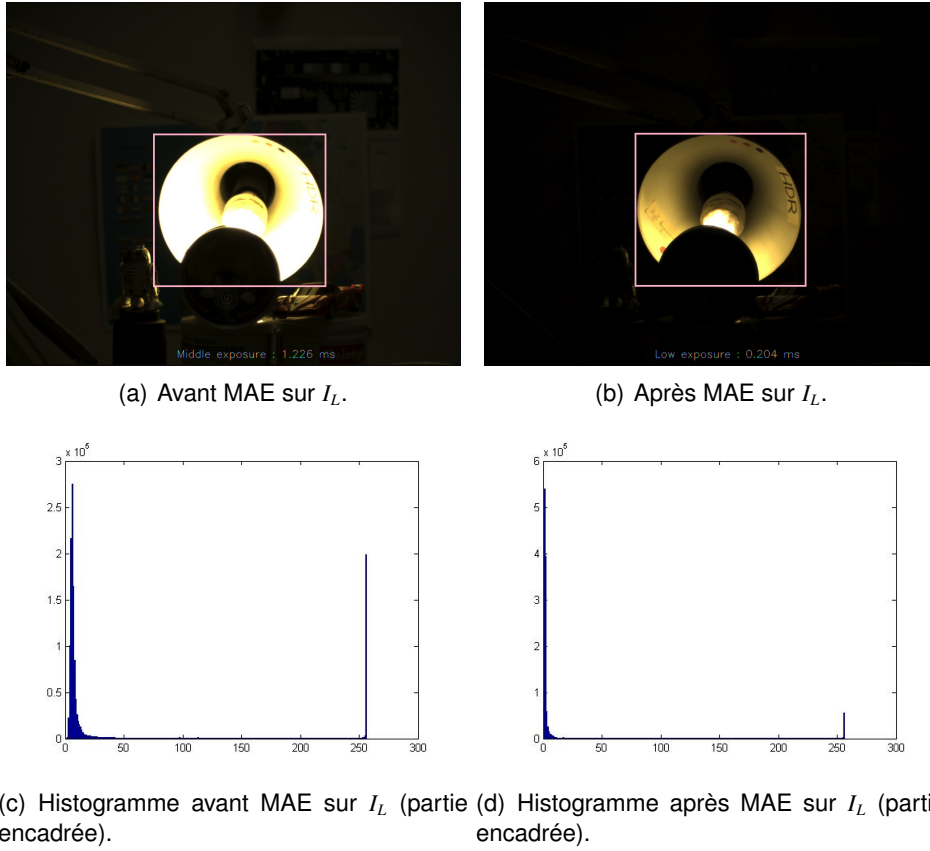 HDR
HDR
Middle exposure : 1.226 ms
Low exposure : 0.204 ms
(a) Avant MAE sur I_L.
(b) Après MAE sur I_L.
x 10^5
3
2.5
2
1.5
1
0.5
0
0 50 100 150 200 250 300
x 10^5
6
5
4
3
2
1
0
0 50 100 150 200 250 300
(c) Histogramme avant MAE sur I_L (partie
encadrée).
(d) Histogramme après MAE sur I_L (parti
encadrée).